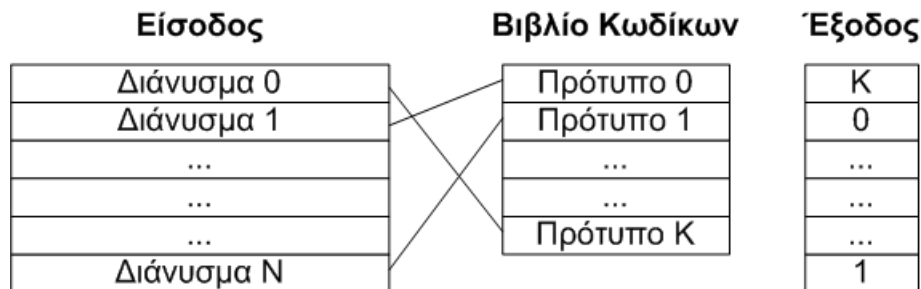 Είσοδος Βιβλίο Κωδίκων Έξοδος
Διάνυσμα 0 Πρότυπο 0 K
Διάνυσμα 1 Πρότυπο 1 0
... ... ...
... ... ...
... Πρότυπο K ...
Διάνυσμα N 1